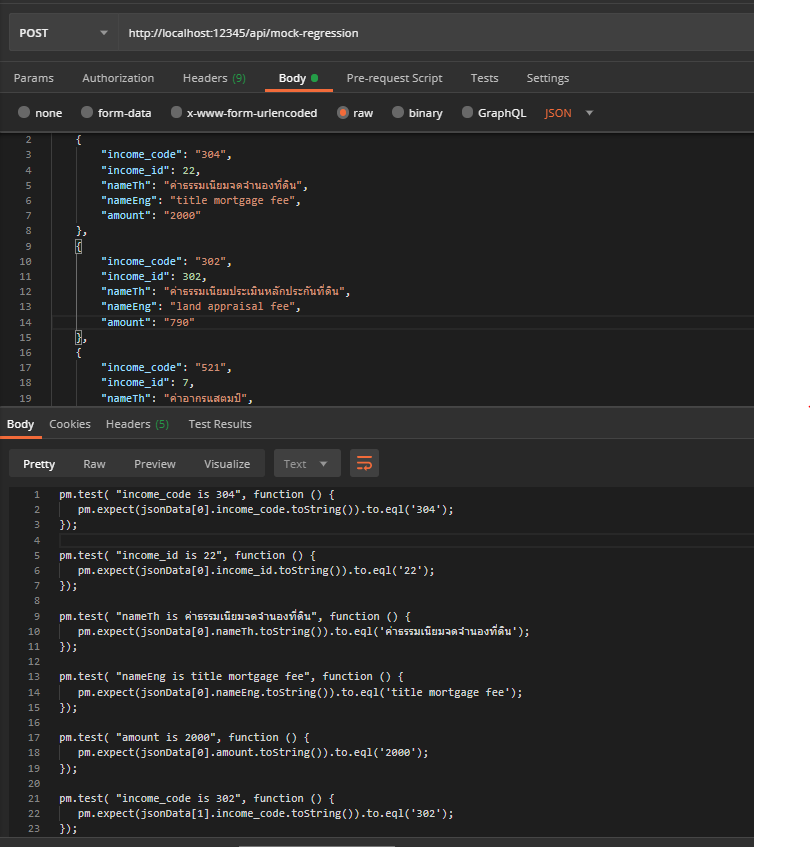 POST http://localhost:12345/api/mock-regression
Params Authorization Headers (9) Body Pre-request Script Tests Settings
none form-data x-www-form-urlencoded raw binary GraphQL JSON
2 {
3 "income_code": "304",
4 "income_id": 22,
5 "nameTh": "ค่าธรรมเนียมจดจำนองที่ดิน",
6 "nameEng": "title mortgage fee",
7 "amount": "2000"
8 },
9 {
10 "income_code": "302",
11 "income_id": 302,
12 "nameTh": "ค่าธรรมเนียมประเมินหลักประกันที่ดิน",
13 "nameEng": "land appraisal fee",
14 "amount": "790"
15 },
16 {
17 "income_code": "521",
18 "income_id": 7,
19 "nameTh": "ค่าอากรแสตมป์",
Body Cookies Headers (5) Test Results
Pretty Raw Preview Visualize Text
1 pm.test( "income_code is 304", function () {
2 pm.expect(jsonData[0].income_code.toString()).to.eql('304');
3 });
4
5 pm.test( "income_id is 22", function () {
6 pm.expect(jsonData[0].income_id.toString()).to.eql('22');
7 });
8
9 pm.test( "nameTh is ค่าธรรมเนียมจดจำนองที่ดิน", function () {
10 pm.expect(jsonData[0].nameTh.toString()).to.eql('ค่าธรรมเนียมจดจำนองที่ดิน');
11 });
12
13 pm.test( "nameEng is title mortgage fee", function () {
14 pm.expect(jsonData[0].nameEng.toString()).to.eql('title mortgage fee');
15 });
16
17 pm.test( "amount is 2000", function () {
18 pm.expect(jsonData[0].amount.toString()).to.eql('2000');
19 });
20
21 pm.test( "income_code is 302", function () {
22 pm.expect(jsonData[1].income_code.toString()).to.eql('302');
23 });